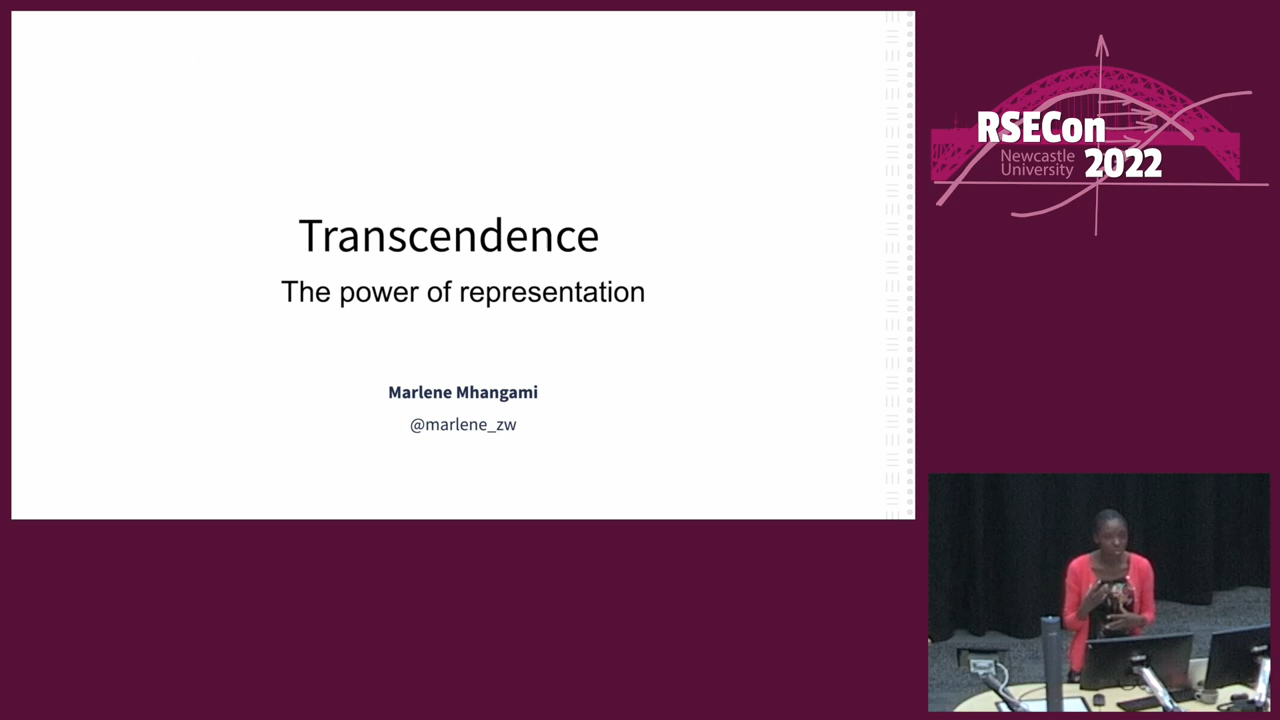 Transcendence
The power of representation
Marlene Mhangami
@marlene_zw
RSECon
Newcastle
University
2022